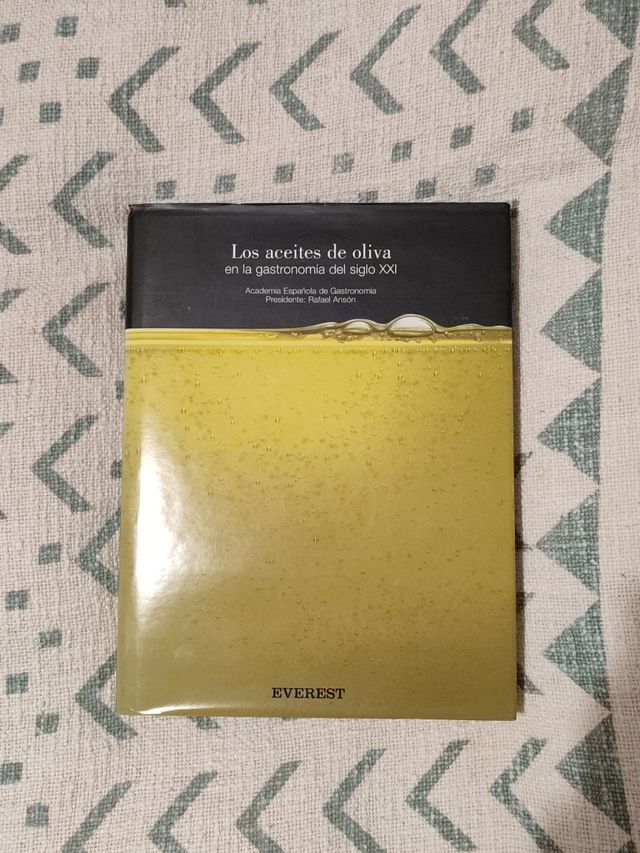 Los aceites de oliva
en la gastronomía del siglo XXI
Academia Española de Gastronomía
Presidente: Rafael Ansón
EVEREST